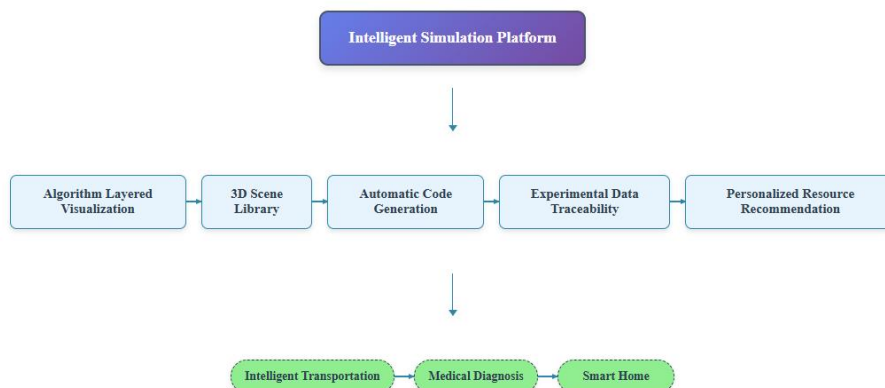 Intelligent Simulation Platform
Algorithm Layered
Visualization
3D Scene
Library
Automatic Code
Generation
Experimental Data
Traceability
Personalized Resource
Recommendation
Intelligent Transportation
Medical Diagnosis
Smart Home